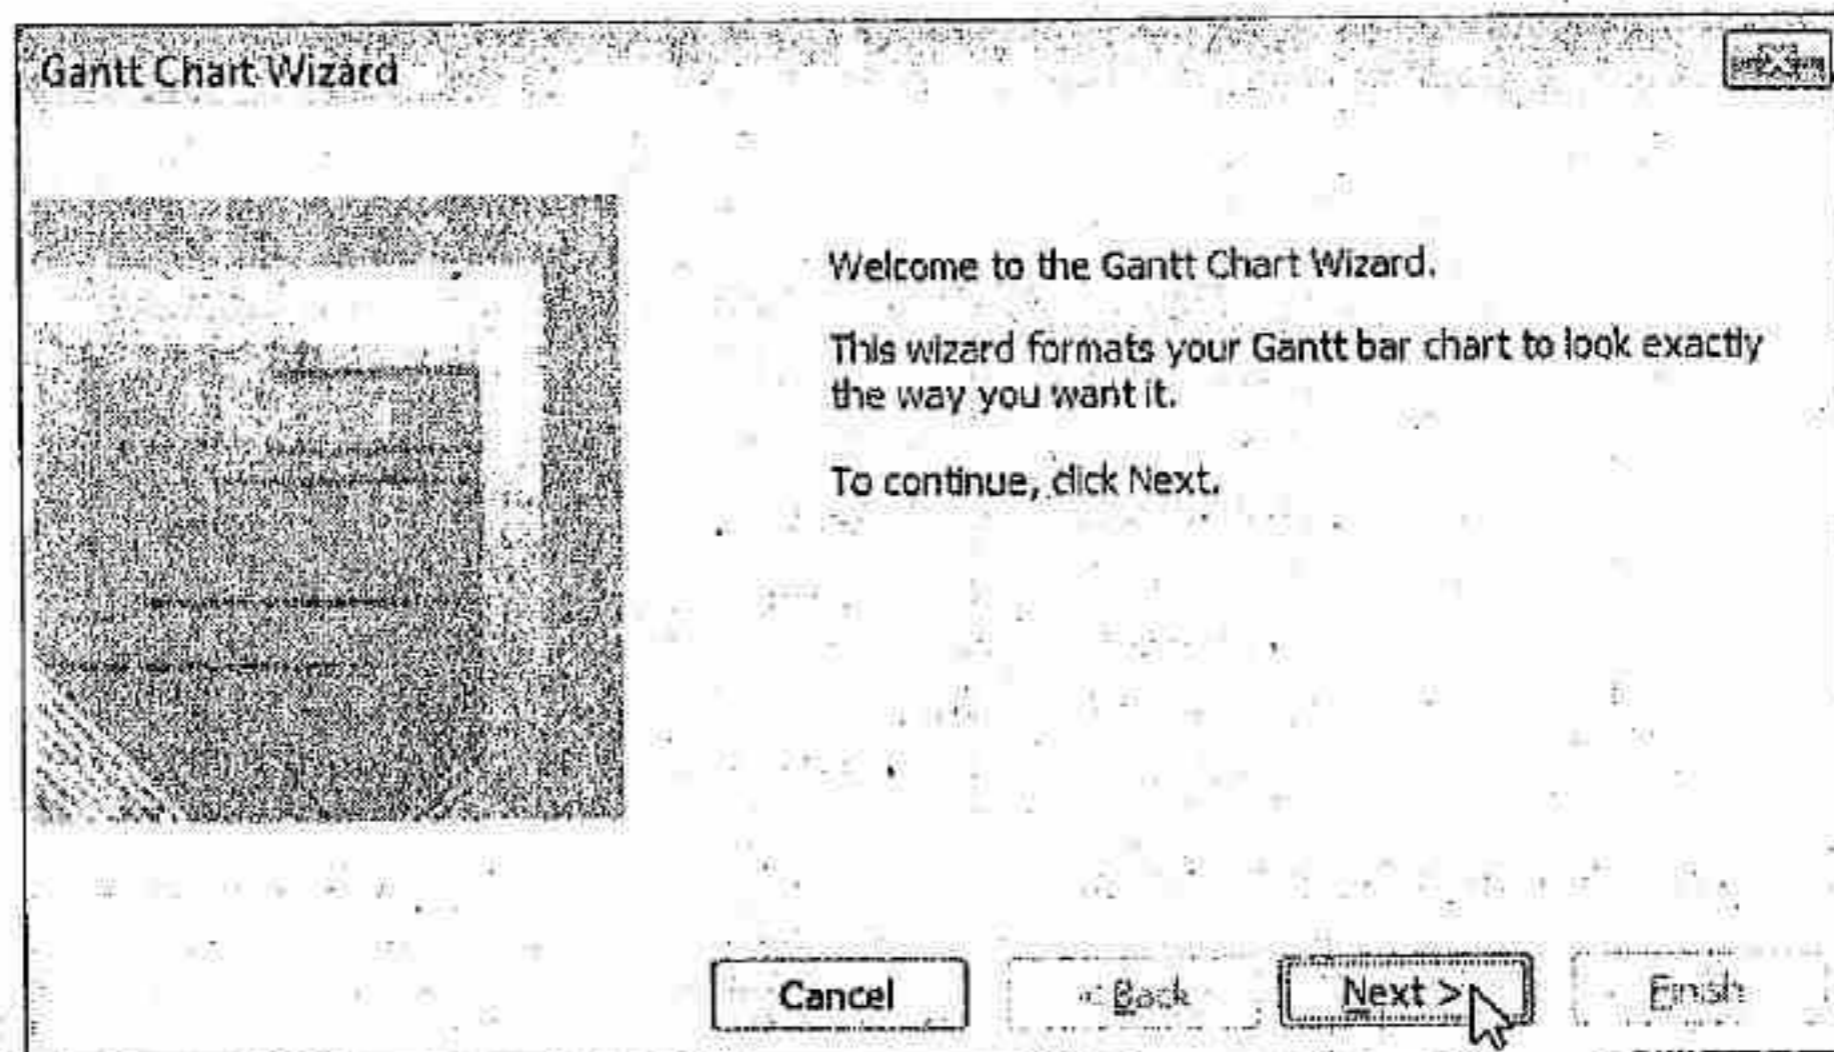 Gantt Chart Wizard
Welcome to the Gantt Chart Wizard.
This wizard formats your Gantt bar chart to look exactly
the way you want it.
To continue, click Next.
Cancel
< Back
Next >
Finish